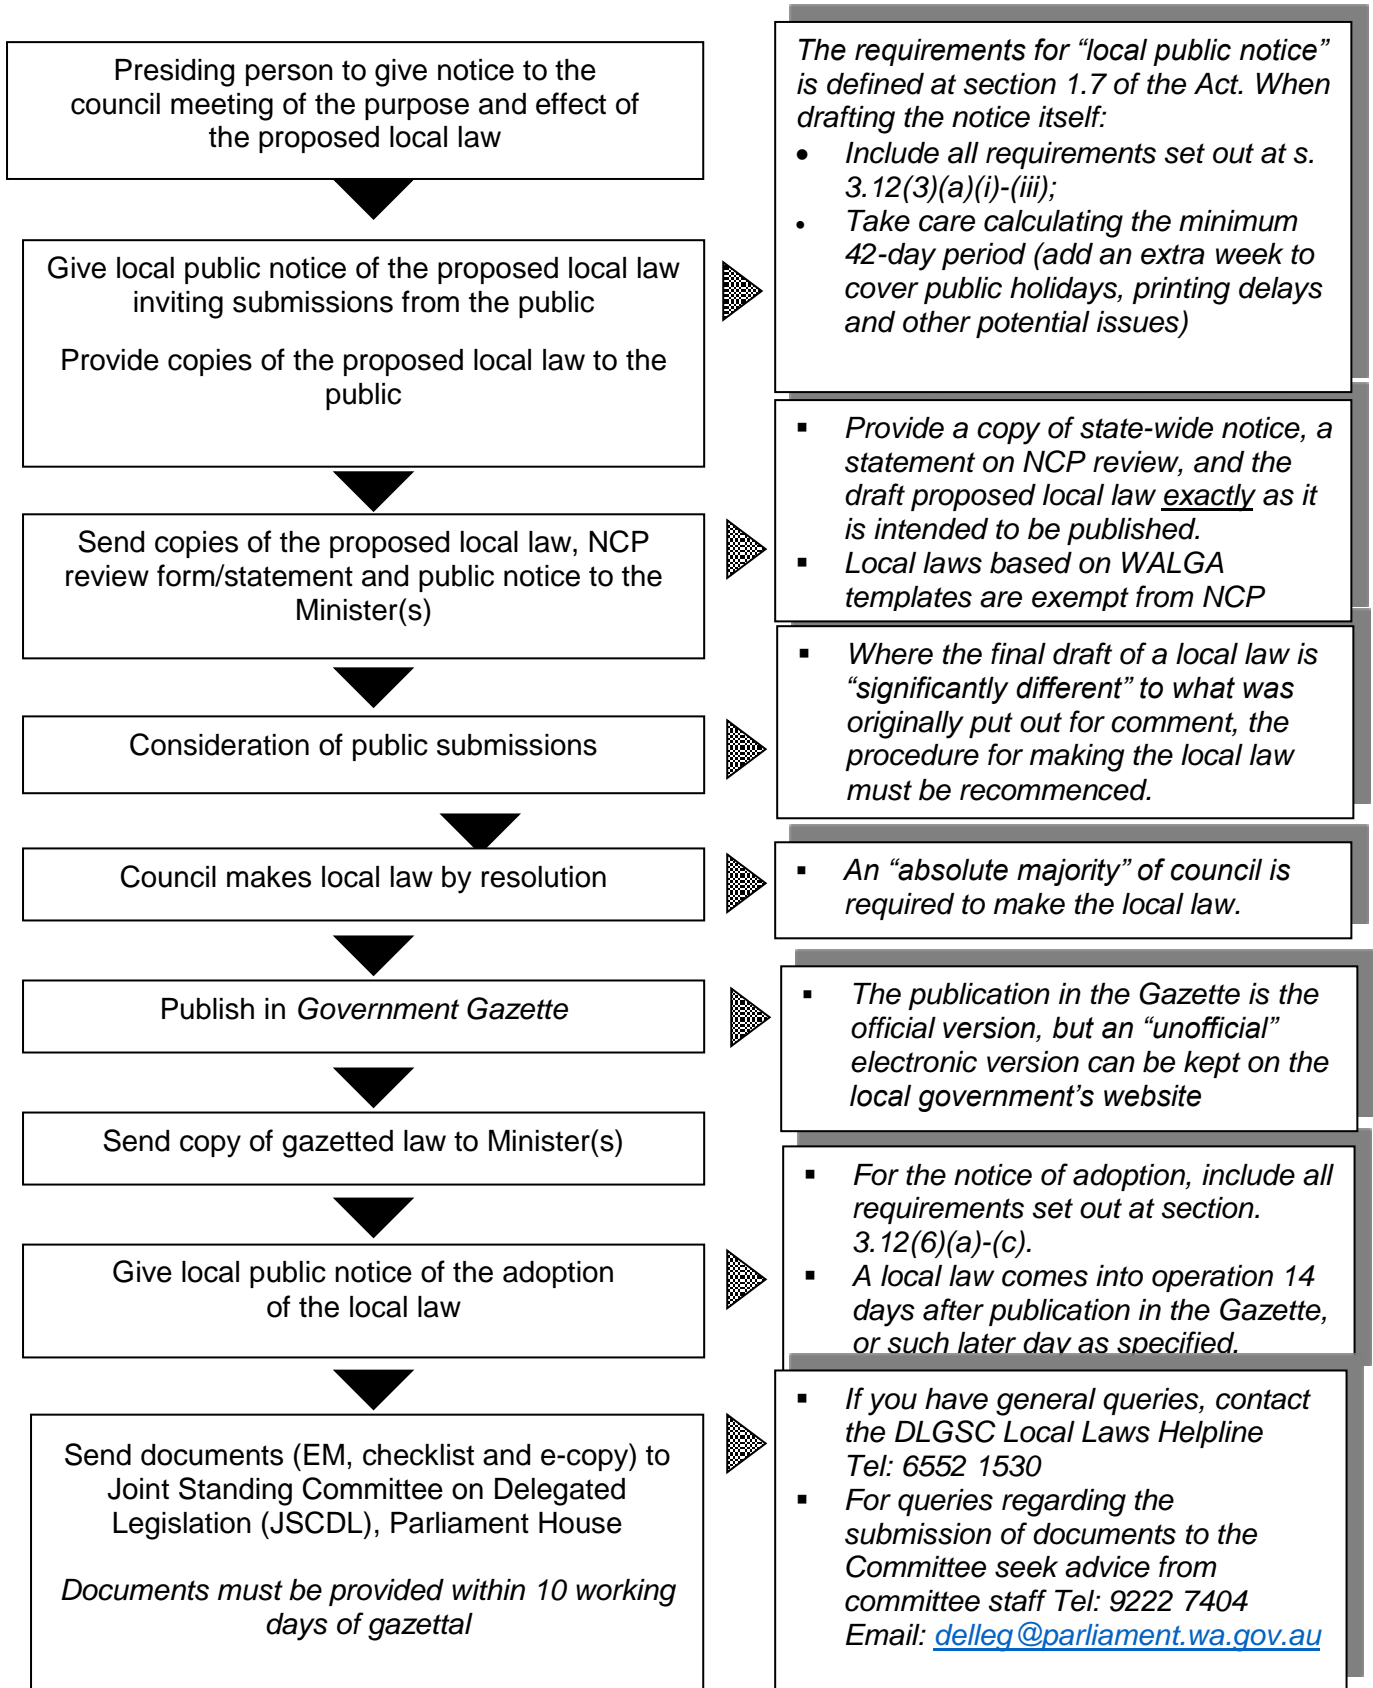 Presiding person to give notice to the
council meeting of the purpose and effect of
the proposed local law
The requirements for “local public notice”
is defined at section 1.7 of the Act. When
drafting the notice itself:
• Include all requirements set out at s.
3.12(3)(a)(i)-(iii);
• Take care calculating the minimum
42-day period (add an extra week to
cover public holidays, printing delays
and other potential issues)
Give local public notice of the proposed local law
inviting submissions from the public
Provide copies of the proposed local law to the
public
▪ Provide a copy of state-wide notice, a
statement on NCP review, and the
draft proposed local law exactly as it
is intended to be published.
▪ Local laws based on WALGA
templates are exempt from NCP
Send copies of the proposed local law, NCP
review form/statement and public notice to the
Minister(s)
▪ Where the final draft of a local law is
“significantly different” to what was
originally put out for comment, the
procedure for making the local law
must be recommenced.
Consideration of public submissions
Council makes local law by resolution
▪ An “absolute majority” of council is
required to make the local law.
Publish in Government Gazette
▪ The publication in the Gazette is the
official version, but an “unofficial”
electronic version can be kept on the
local government’s website
Send copy of gazetted law to Minister(s)
Give local public notice of the adoption
of the local law
▪ For the notice of adoption, include all
requirements set out at section.
3.12(6)(a)-(c).
▪ A local law comes into operation 14
days after publication in the Gazette,
or such later day as specified.
Send documents (EM, checklist and e-copy) to
Joint Standing Committee on Delegated
Legislation (JSCDL), Parliament House
Documents must be provided within 10 working
days of gazettal
▪ If you have general queries, contact
the DLGSC Local Laws Helpline
Tel: 6552 1530
▪ For queries regarding the
submission of documents to the
Committee seek advice from
committee staff Tel: 9222 7404
Email: delleg@parliament.wa.gov.au